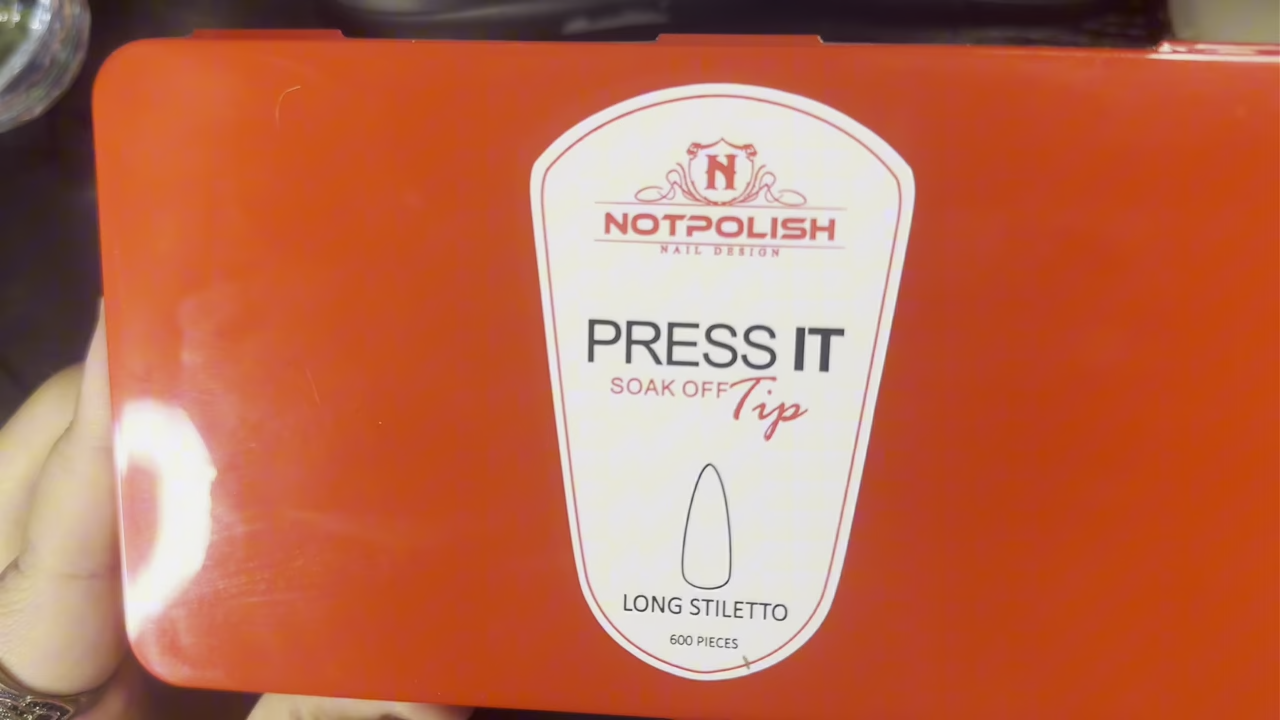 N
NOTPOLISH
NAIL DESIGN
PRESS IT
SOAK OFF Tip
LONG STILETTO
600 PIECES